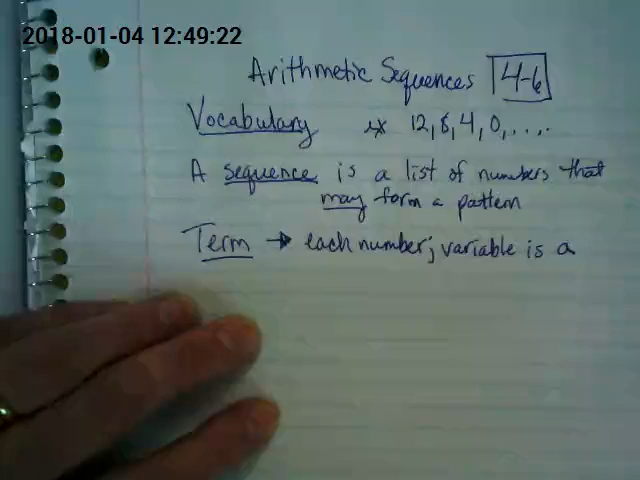 2018-01-04 12:49:22
Arithmetic Sequences 4-6
Vocabulary 12, 8, 4, 0, ....
A sequence is a list of numbers that
may form a pattern
Term → each number; variable is a